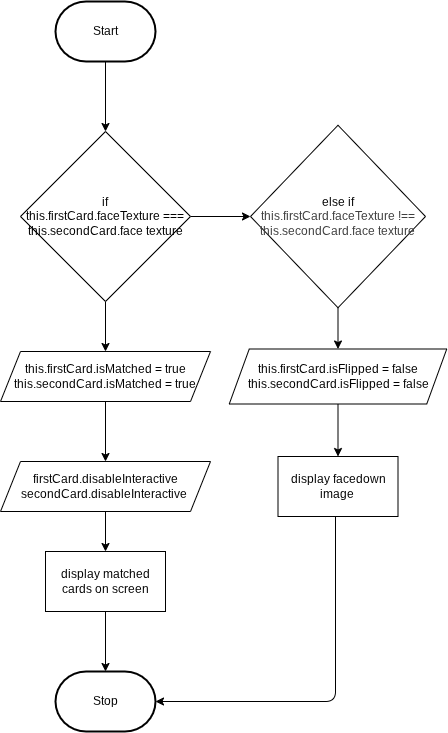 Start
if
this.firstCard.faceTexture ===
this.secondCard.face texture
else if
this.firstCard.faceTexture !==
this.secondCard.face texture
this.firstCard.isMatched = true
this.secondCard.isMatched = true
this.firstCard.isFlipped = false
this.secondCard.isFlipped = false
firstCard.disableInteractive
secondCard.disableInteractive
display facedown
image
display matched
cards on screen
Stop